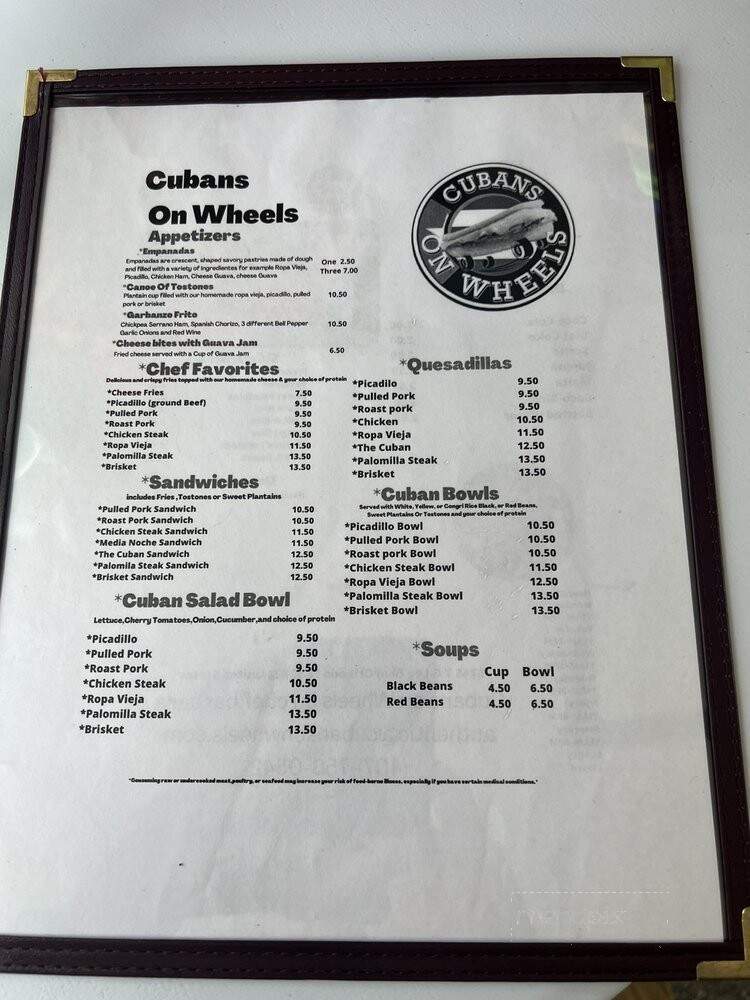 Cubans
On Wheels
CUBANS
ON WHEELS
Appetizers
*Empanadas
Empanadas are crescent, shaped savory pastries made of dough
and filled with a variety of ingredientes for example Ropa Vieja,
Picadillo, Chicken Ham, Cheese Guava, cheese Guava
One 2.50
Three 7.00
*Canoe Of Tostones
Plantain cup filled with our homemade ropa vieja, picadillo, pulled
pork or brisket
10.50
*Garbanzo Frito
Chickpea Serrano Ham, Spanish Chorizo, 3 different Bell Pepper
Garlic Onions and Red Wine
10.50
*Cheese bites with Guava Jam
Fried cheese served with a Cup of Guava Jam
6.50
*Chef Favorites
Delicious and crispy fries topped with our homemade cheese & your choice of protein
*Cheese Fries 7.50
*Picadillo (ground Beef) 9.50
*Pulled Pork 9.50
*Roast Pork 9.50
*Chicken Steak 10.50
*Ropa Vieja 11.50
*Palomilla Steak 13.50
*Brisket 13.50
*Sandwiches
includes Fries ,Tostones or Sweet Plantains
*Pulled Pork Sandwich 10.50
*Roast Pork Sandwich 10.50
*Chicken Steak Sandwich 11.50
*Media Noche Sandwich 11.50
*The Cuban Sandwich 12.50
*Palomila Steak Sandwich 12.50
*Brisket Sandwich 12.50
*Cuban Salad Bowl
Lettuce,Cherry Tomatoes,Onion,Cucumber,and choice of protein
*Picadillo 9.50
*Pulled Pork 9.50
*Roast Pork 9.50
*Chicken Steak 10.50
*Ropa Vieja 11.50
*Palomilla Steak 13.50
*Brisket 13.50
*Quesadillas
*Picadilo 9.50
*Pulled Pork 9.50
*Roast pork 9.50
*Chicken 10.50
*Ropa Vieja 11.50
*The Cuban 12.50
*Palomilla Steak 13.50
*Brisket 13.50
*Cuban Bowls
Served with White, Yellow, or Congri Rice Black, or Red Beans,
Sweet Plantains Or Tostones and your choice of protein
*Picadillo Bowl 10.50
*Pulled Pork Bowl 10.50
*Roast pork Bowl 10.50
*Chicken Steak Bowl 11.50
*Ropa Vieja Bowl 12.50
*Palomilla Steak Bowl 13.50
*Brisket Bowl 13.50
*Soups
Cup Bowl
Black Beans 4.50 6.50
Red Beans 4.50 6.50
*Consuming raw or undercooked meat,poultry, or seafood may increase your risk of food-borne illness, especially if you have certain medical conditions.*